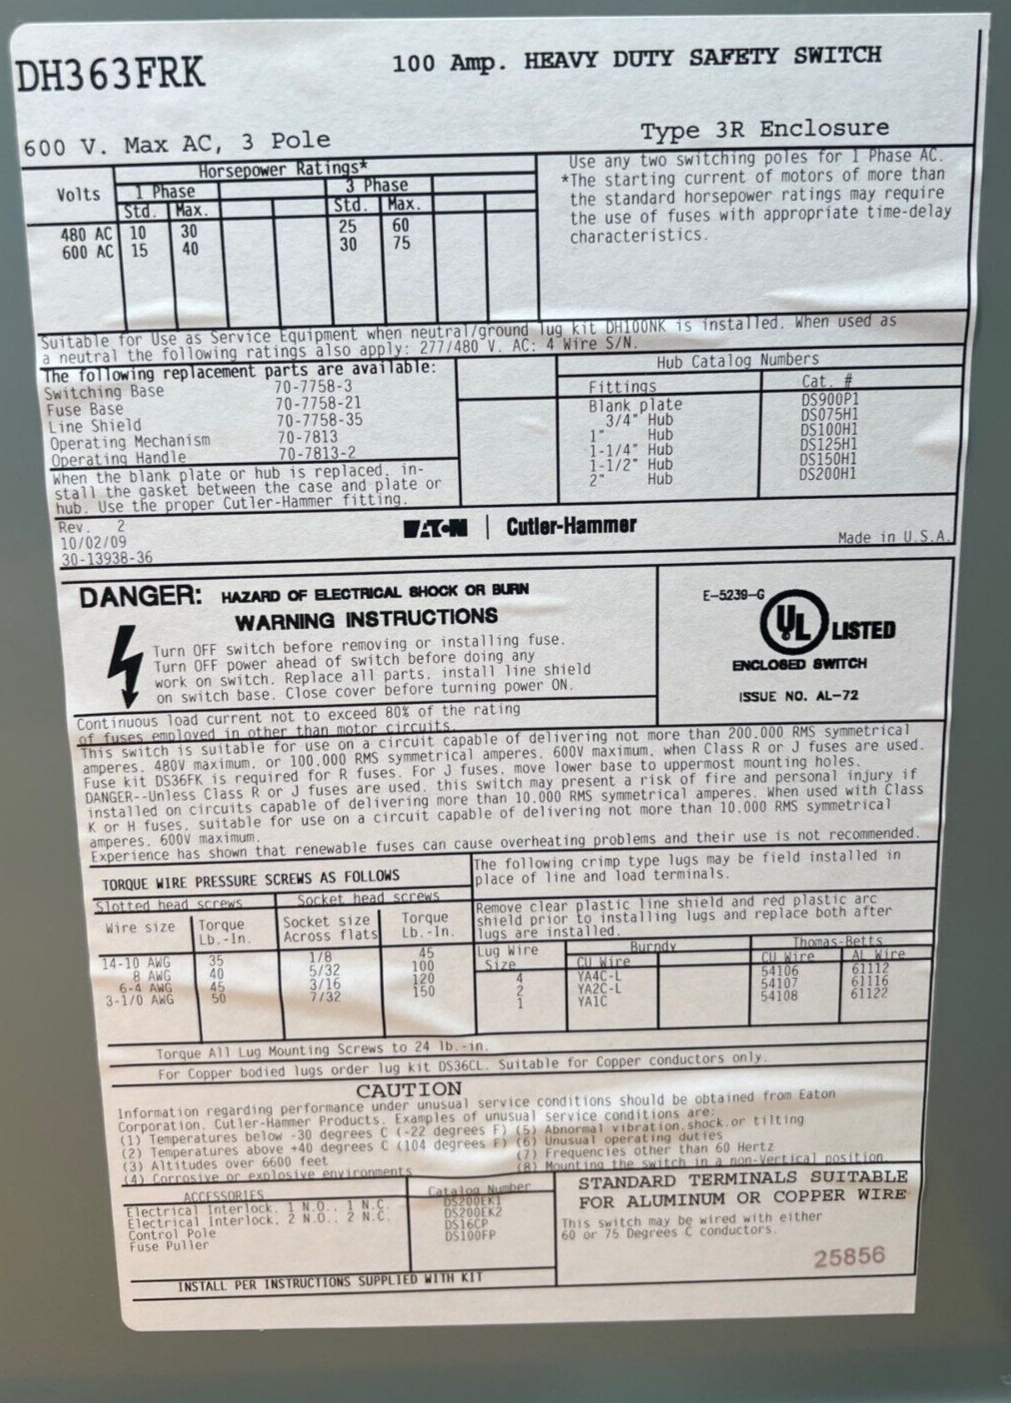 DH363FRK
100 Amp. HEAVY DUTY SAFETY SWITCH
600 V. Max AC, 3 Pole
Type 3R Enclosure
Horsepower Ratings*
Volts 1 Phase 3 Phase
Std. Max. Std. Max.
480 AC 10 30 25 60
600 AC 15 40 30 75
Use any two switching poles for 1 Phase AC.
*The starting current of motors of more than
the standard horsepower ratings may require
the use of fuses with appropriate time-delay
characteristics.
Suitable for Use as Service Equipment when neutral/ground lug kit DH100NK is installed. When used as
a neutral the following ratings also apply: 277/480 V. AC: 4 Wire S/N.
The following replacement parts are available:
Switching Base 70-7758-3
Fuse Base 70-7758-21
Line Shield 70-7758-35
Operating Mechanism 70-7813
Operating Handle 70-7813-2
When the blank plate or hub is replaced, in-
stall the gasket between the case and plate or
hub. Use the proper Cutler-Hammer fitting.
Hub Catalog Numbers
Fittings Cat. #
Blank plate DS900P1
3/4" Hub DS075H1
1" Hub DS100H1
1-1/4" Hub DS125H1
1-1/2" Hub DS150H1
2" Hub DS200H1
Rev. 2
10/02/09
30-13938-36
EATON | Cutler-Hammer
Made in U.S.A.
DANGER: HAZARD OF ELECTRICAL SHOCK OR BURN
WARNING INSTRUCTIONS
Turn OFF switch before removing or installing fuse.
Turn OFF power ahead of switch before doing any
work on switch. Replace all parts, install line shield
on switch base. Close cover before turning power ON.
E-5239-G
UL LISTED
ENCLOSED SWITCH
ISSUE NO. AL-72
Continuous load current not to exceed 80% of the rating
of fuses employed in other than motor circuits.
This switch is suitable for use on a circuit capable of delivering not more than 200,000 RMS symmetrical
amperes, 480V maximum, or 100,000 RMS symmetrical amperes, 600V maximum, when Class R or J fuses are used.
Fuse kit DS36FK is required for R fuses. For J fuses, move lower base to uppermost mounting holes.
DANGER--Unless Class R or J fuses are used, this switch may present a risk of fire and personal injury if
installed on circuits capable of delivering more than 10,000 RMS symmetrical amperes. When used with Class
K or H fuses, suitable for use on a circuit capable of delivering not more than 10,000 RMS symmetrical
amperes, 600V maximum.
Experience has shown that renewable fuses can cause overheating problems and their use is not recommended.
TORQUE WIRE PRESSURE SCREWS AS FOLLOWS
Slotted head screws Socket head screws
Wire size Torque Lb.-In. Socket size Across flats Torque Lb.-In.
14-10 AWG 35 1/8 45
8 AWG 40 5/32 100
6-4 AWG 45 3/16 120
3-1/0 AWG 50 7/32 150
The following crimp type lugs may be field installed in
place of line and load terminals.
Remove clear plastic line shield and red plastic arc
shield prior to installing lugs and replace both after
lugs are installed.
Lug Wire Size Burndy Thomas-Betts
CU Wire CU Wire AL Wire
4 YA4C-L 54106 61112
2 YA2C-L 54107 61116
1 YA1C 54108 61122
Torque All Lug Mounting Screws to 24 lb.-in.
For Copper bodied lugs order lug kit DS36CL. Suitable for Copper conductors only.
CAUTION
Information regarding performance under unusual service conditions should be obtained from Eaton
Corporation, Cutler-Hammer Products. Examples of unusual service conditions are:
(1) Temperatures below -30 degrees C (-22 degrees F) (5) Abnormal vibration, shock or tilting
(2) Temperatures above +40 degrees C (104 degrees F) (6) Unusual operating duties
(3) Altitudes over 6600 feet (7) Frequencies other than 60 Hertz
(4) Corrosive or explosive environments (8) Mounting the switch in a non-Vertical position.
ACCESSORIES Catalog Number
Electrical Interlock, 1 N.O., 1 N.C. DS200EK1
Electrical Interlock, 2 N.O., 2 N.C. DS200EK2
Control Pole DS16CP
Fuse Puller DS100FP
INSTALL PER INSTRUCTIONS SUPPLIED WITH KIT
STANDARD TERMINALS SUITABLE
FOR ALUMINUM OR COPPER WIRE
This switch may be wired with either
60 or 75 Degrees C conductors.
25856